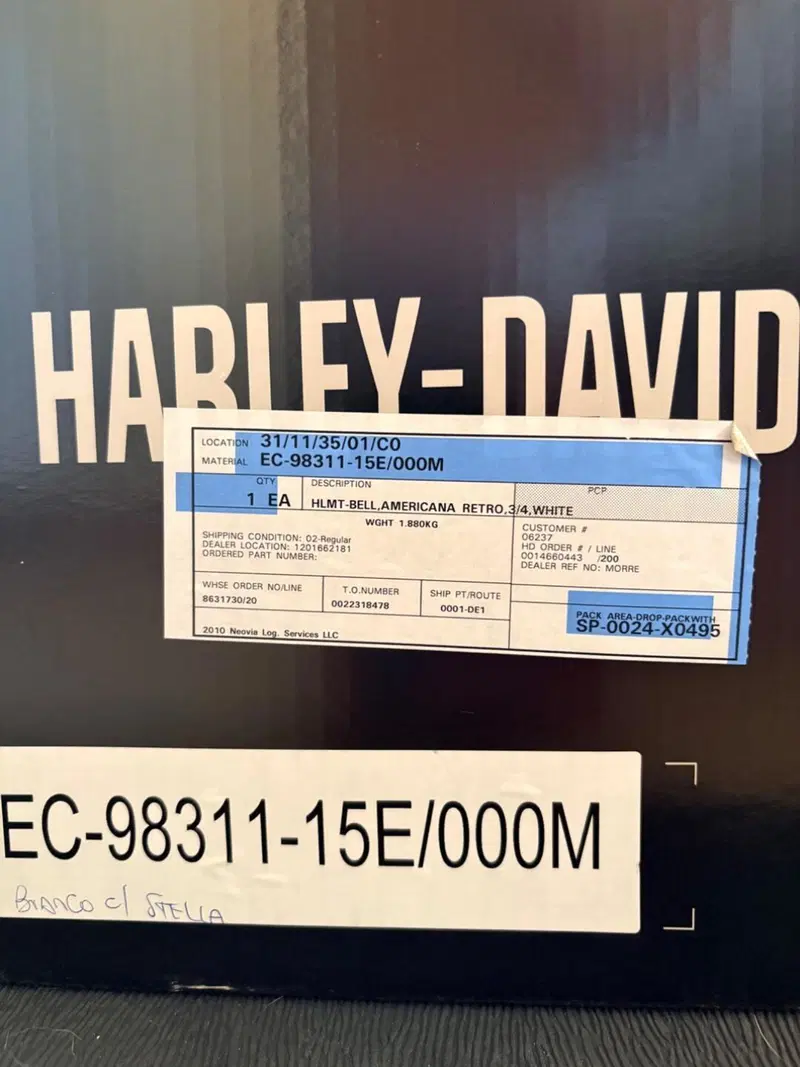 HARLEY-DAVID
LOCATION 31/11/35/01/C0
MATERIAL EC-98311-15E/000M
QTY
1 EA
DESCRIPTION
HLMT-BELL,AMERICANA RETRO,3/4,WHITE
PCP
WGHT 1.880KG
SHIPPING CONDITION: 02-Regular
DEALER LOCATION: 1201662181
ORDERED PART NUMBER:
CUSTOMER #
06237
HD ORDER # / LINE
0014660443 /200
DEALER REF NO: MORRE
WHSE ORDER NO/LINE
8631730/20
T.O.NUMBER
0022318478
SHIP PT/ROUTE
0001-DE1
PACK AREA-DROP-PACKWITH
SP-0024-X0495
2010 Neovia Log. Services LLC
EC-98311-15E/000M
BIANCO c/ STELLA